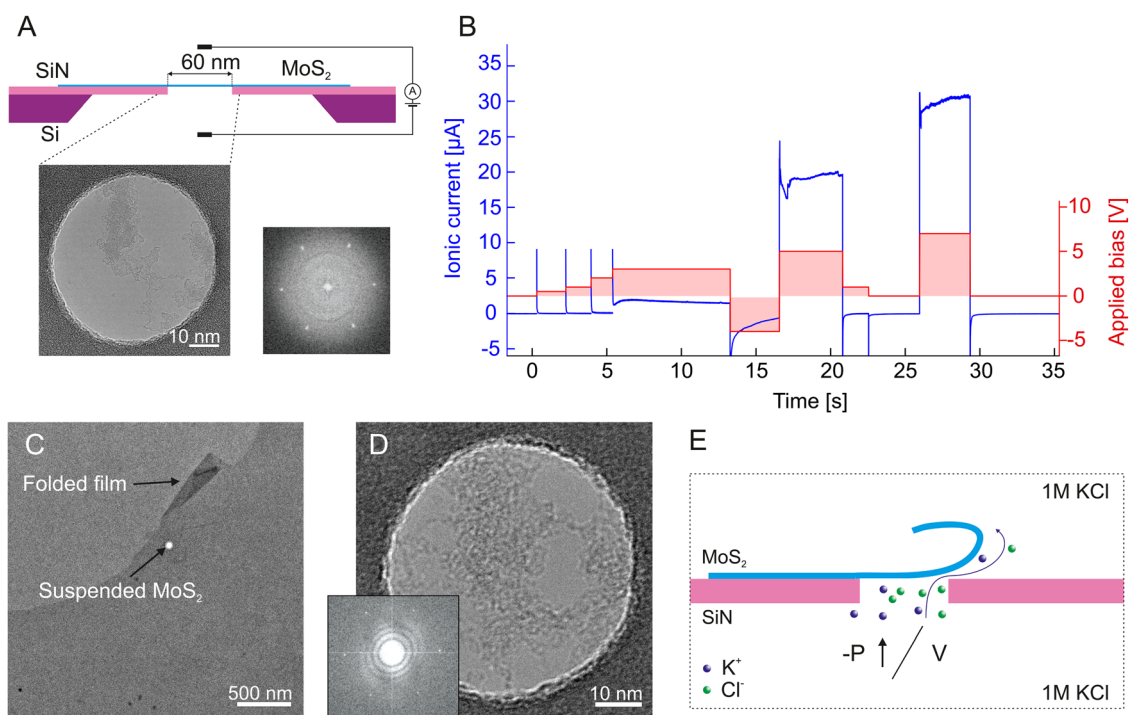 A
SiN
60 nm
MoS₂
A
Si
10 nm
B
Ionic current [µA]
35
30
25
20
15
10
5
0
-5
0
5
10
15
20
25
30
35
Time [s]
10
5
0
-5
Applied bias [V]
C
Folded film
Suspended MoS₂
500 nm
D
10 nm
E
1M KCl
MoS₂
SiN
-P
V
K⁺
Cl⁻
1M KCl